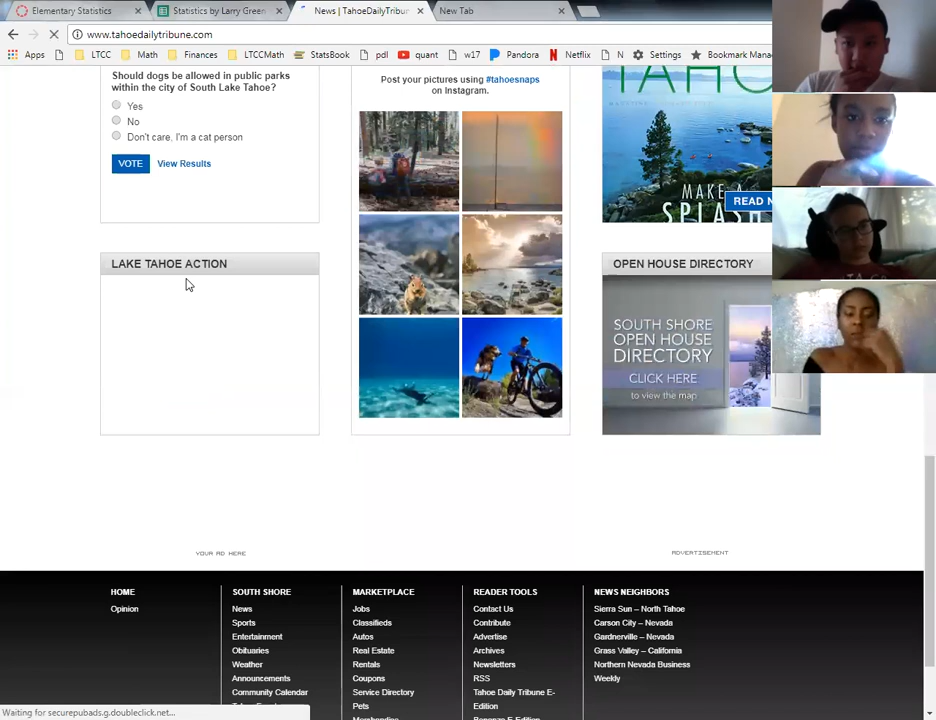 Elementary Statistics
Statistics by Larry Green
News | TahoeDailyTribun
New Tab
www.tahoedailytribune.com
Apps
LTCC
Math
Finances
LTCCMath
StatsBook
pdl
quant
w17
Pandora
Netflix
N
Settings
Bookmark Mana
Should dogs be allowed in public parks
within the city of South Lake Tahoe?
Yes
No
Don't care, I'm a cat person
VOTE
View Results
Post your pictures using #tahoesnaps
on Instagram.
MAKE A
SPLASH
READ N
LAKE TAHOE ACTION
OPEN HOUSE DIRECTORY
SOUTH SHORE
OPEN HOUSE
DIRECTORY
CLICK HERE
to view the map
YOUR AD HERE
ADVERTISEMENT
HOME
Opinion
SOUTH SHORE
News
Sports
Entertainment
Obituaries
Weather
Announcements
Community Calendar
MARKETPLACE
Jobs
Classifieds
Autos
Real Estate
Rentals
Coupons
Service Directory
Pets
READER TOOLS
Contact Us
Contribute
Advertise
Archives
Newsletters
RSS
Tahoe Daily Tribune E-
Edition
NEWS NEIGHBORS
Sierra Sun – North Tahoe
Carson City – Nevada
Gardnerville – Nevada
Grass Valley – California
Northern Nevada Business
Weekly
Waiting for securepubads.g.doubleclick.net...